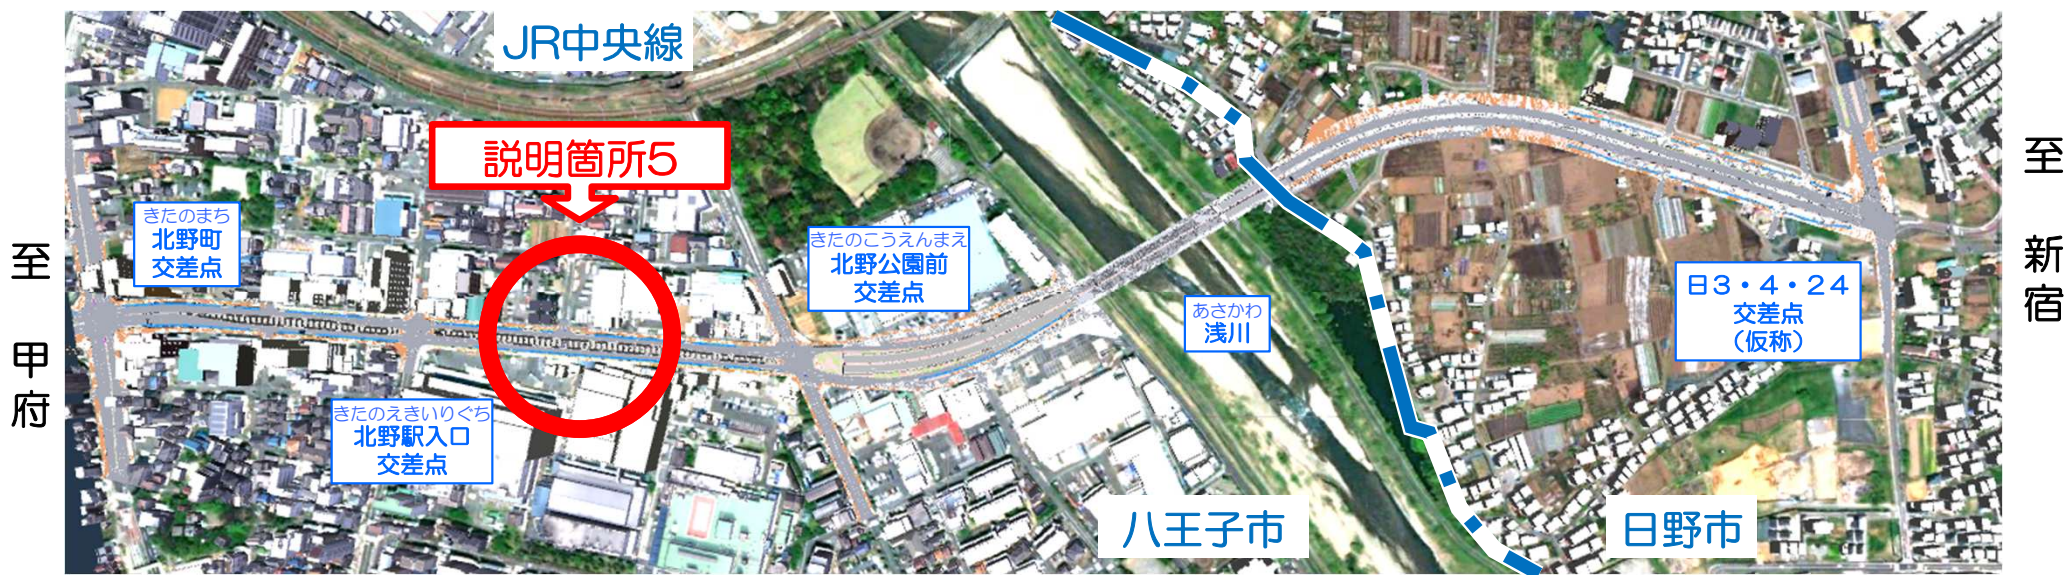 JR中央線
説明箇所5
きたのまち
北野町
交差点
きたのこうえんまえ
北野公園前
交差点
きたのえきいりぐち
北野駅入口
交差点
あさかわ
浅川
日3・4・24
交差点
(仮称)
八王子市
日野市
至 甲府
至 新宿